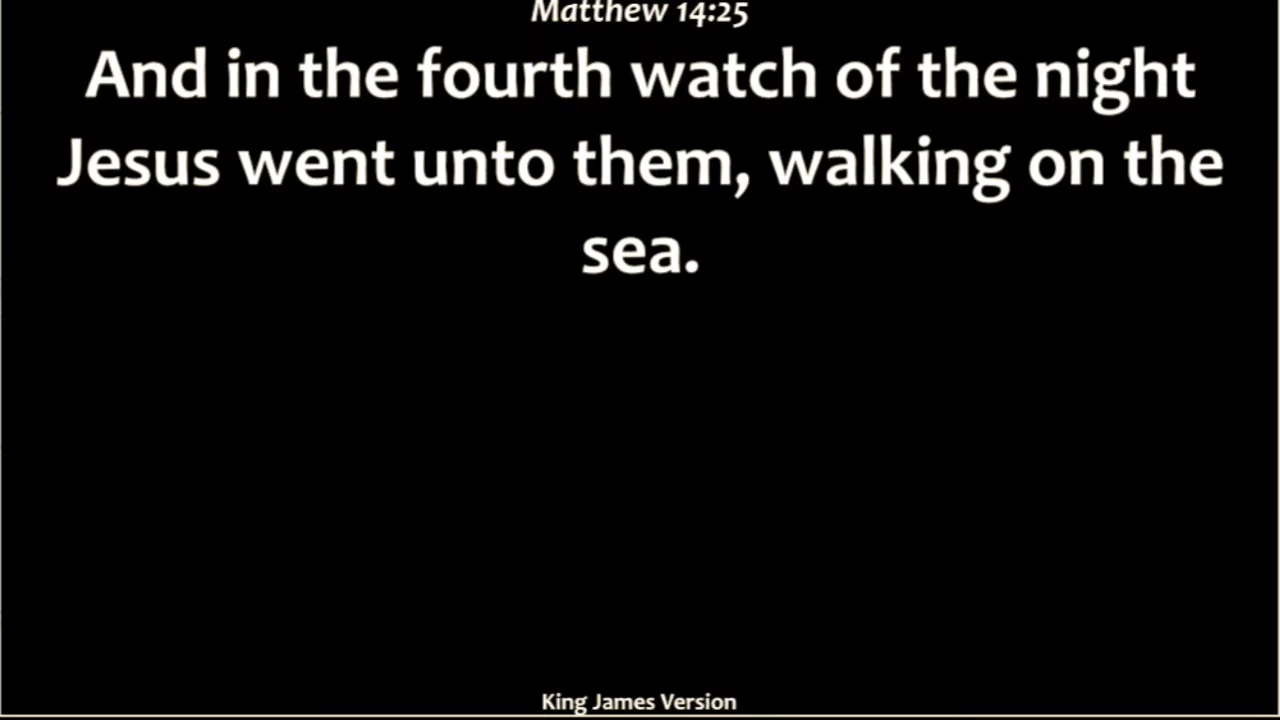 Matthew 14:25
And in the fourth watch of the night
Jesus went unto them, walking on the
sea.
King James Version